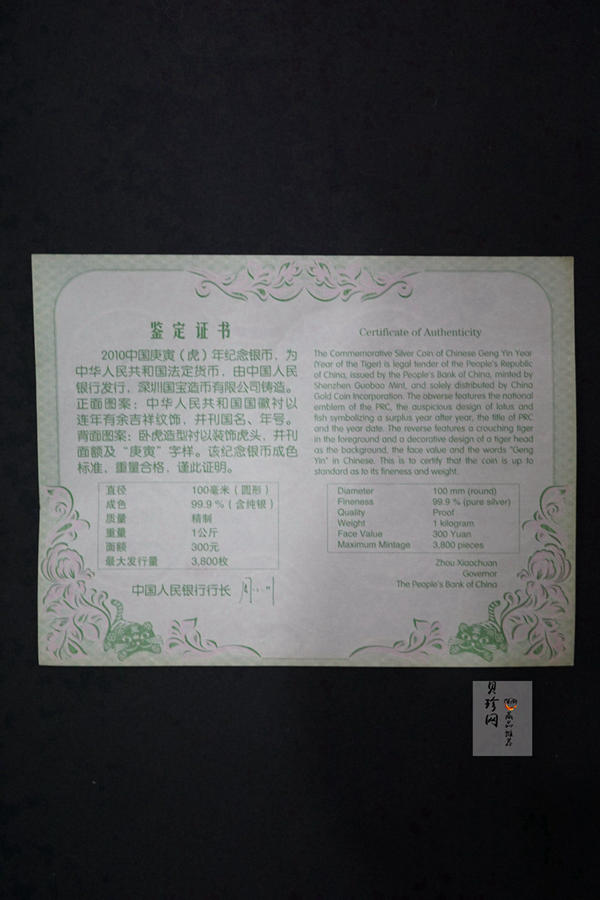 鉴定证书
2010中国庚寅（虎）年纪念银币，为
中华人民共和国法定货币，由中国人民
银行发行，深圳国宝造币有限公司铸造。
正面图案：中华人民共和国国徽衬以
连年有余吉祥纹饰，并刊国名、年号。
背面图案：卧虎造型衬以装饰虎头，并刊
面额及“庚寅”字样。该纪念银币成色
标准，重量合格，谨此证明。
直径 100毫米（圆形）
成色 99.9％（含纯银）
质量 精制
重量 1公斤
面额 300元
最大发行量 3,800枚
中国人民银行行长
Certificate of Authenticity
The Commemorative Silver Coin of Chinese Geng Yin Year
(Year of the Tiger) is legal tender of the People's Republic
of China, issued by the People's Bank of China, minted by
Shenzhen Guobao Mint, and solely distributed by China
Gold Coin Incorporation. The obverse features the national
emblem of the PRC, the auspicious design of lotus and
fish symbolizing a surplus year after year, the title of PRC
and the year date. The reverse features a crouching tiger
in the foreground and a decorative design of a tiger head
as the background, the face value and the words "Geng
Yin" in Chinese. This is to certify that the coin is up to
standard as to its fineness and weight.
Diameter 100 mm (round)
Fineness 99.9 % (pure silver)
Quality Proof
Weight 1 kilogram
Face Value 300 Yuan
Maximum Mintage 3,800 pieces
Zhou Xiaochuan
Governor
The People's Bank of China
贝珍网